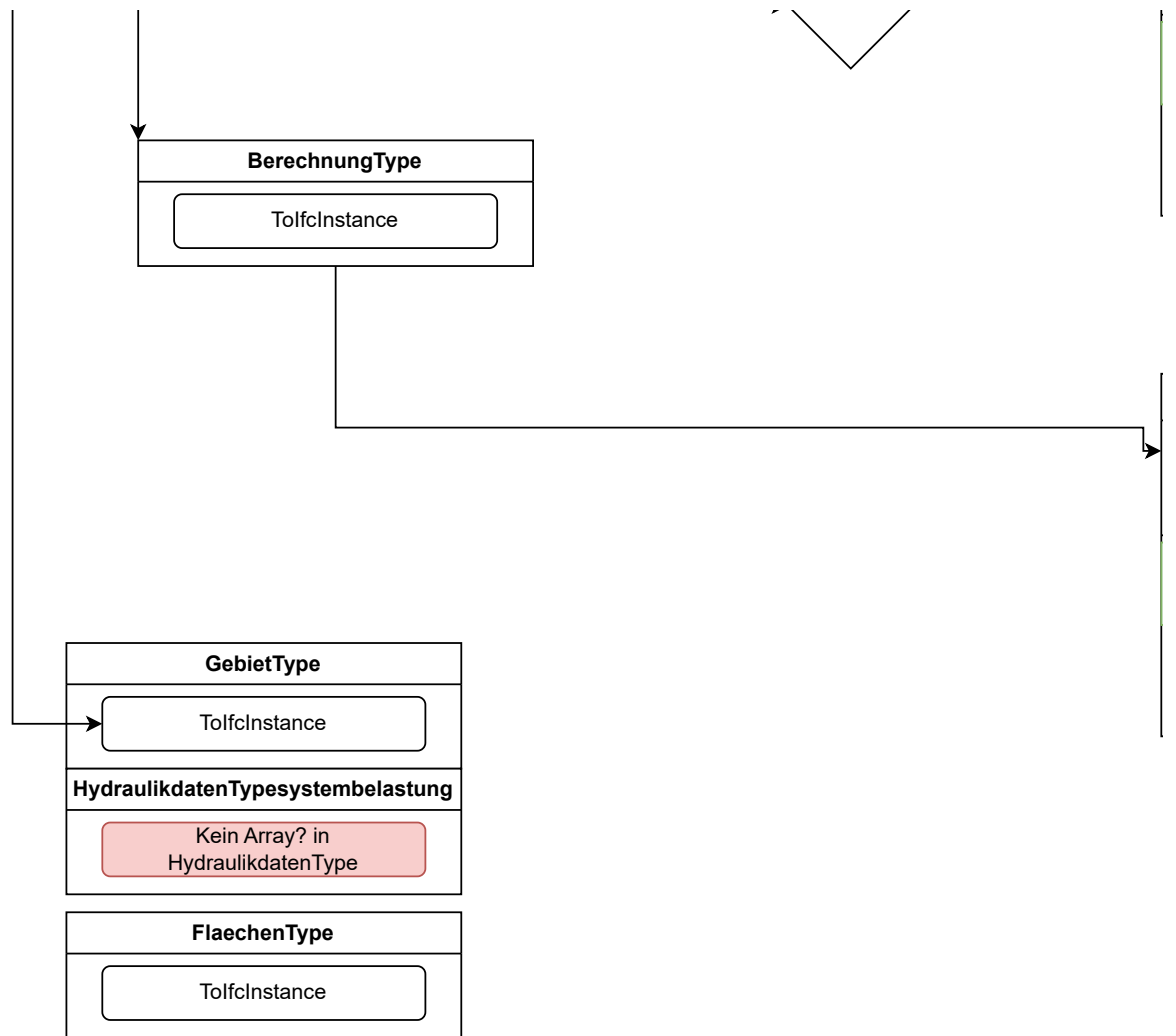 BerechnungType
ToIfcInstance
GebietType
ToIfcInstance
HydraulikdatenTypesystembelastung
Kein Array? in
HydraulikdatenType
FlaechenType
ToIfcInstance